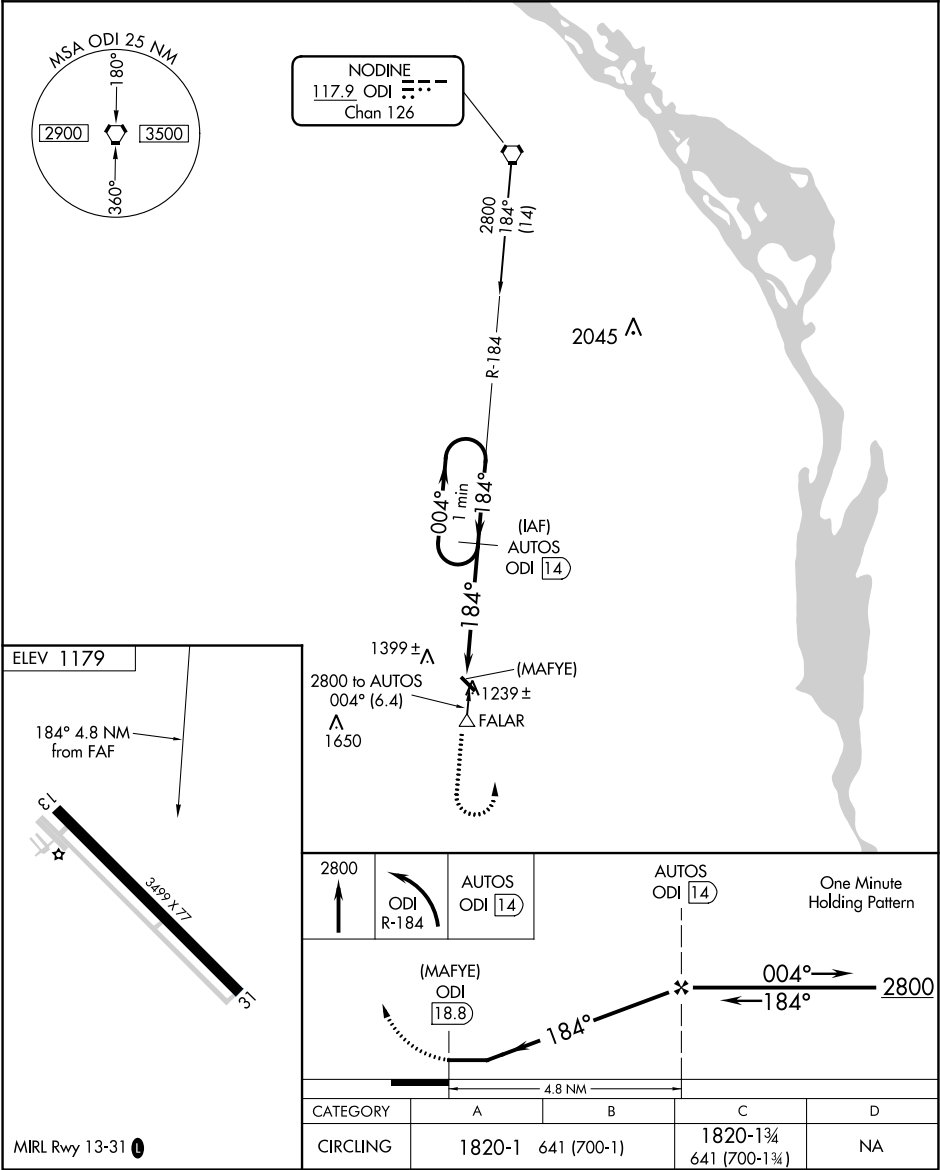 MSA ODI 25 NM
180°
2900
3500
360°
NODINE
117.9 ODI
Chan 126
2800
184°
(14)
R-184
2045
004°
1 min
184°
(IAF)
AUTOS
ODI 14
184°
1399 ±
(MAFYE)
2800 to AUTOS
004° (6.4)
1239 ±
FALAR
1650
ELEV 1179
184° 4.8 NM
from FAF
13
3499 X 77
31
MIRL Rwy 13-31 L
2800
ODI
R-184
AUTOS
ODI 14
AUTOS
ODI 14
One Minute
Holding Pattern
(MAFYE)
ODI
18.8
004°
184°
2800
184°
4.8 NM
CATEGORY A B C D
CIRCLING 1820-1 641 (700-1) 1820-1¾ 641 (700-1¾) NA